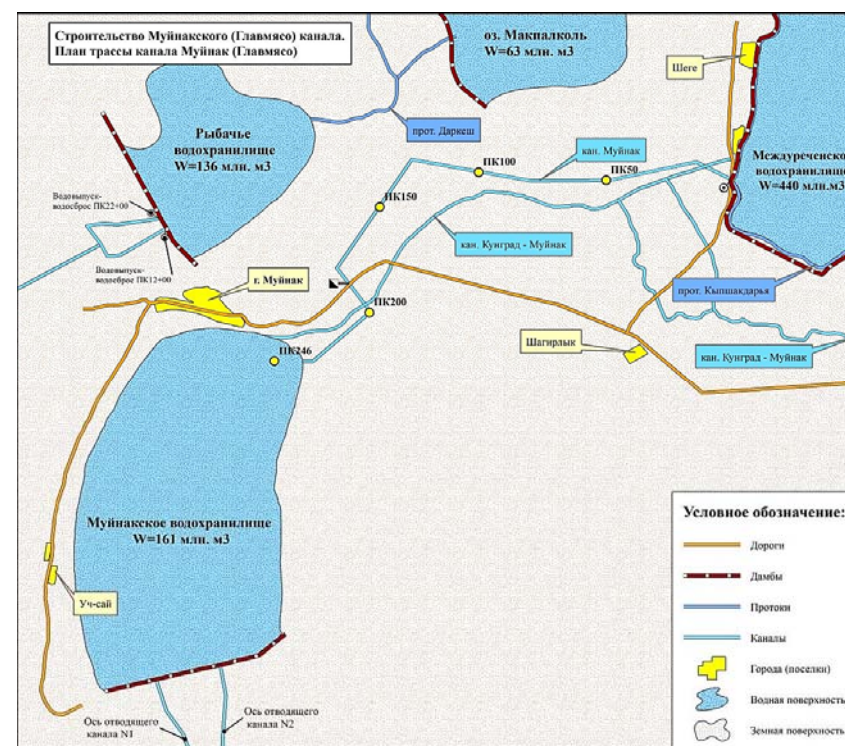 Строительство Муйнакского (Главмясо) канала.
План трассы канала Муйнак (Главмясо)
оз. Макпалколь
W=63 млн. м3
Шеге
Рыбачье
водохранилище
W=136 млн. м3
прот. Даркеш
кан. Муйнак
ПК100
ПК50
Междуреченско
водохранилище
W=440 млн.м3
ПК150
Водовыпуск-
водосброс ПК22+00
кан. Кунград - Муйнак
Водовыпуск-
водосброс ПК12+00
г. Муйнак
прот. Кыпшакдарья
ПК200
Шагирлык
ПК246
кан. Кунград - Муйнак
Муйнакское водохранилище
W=161 млн. м3
Уч-сай
Ось отводящего
канала N1
Ось отводящего
канала N2
Условное обозначение:
Дороги
Дамбы
Протоки
Каналы
Города (поселки)
Водная поверхность
Земная поверхность